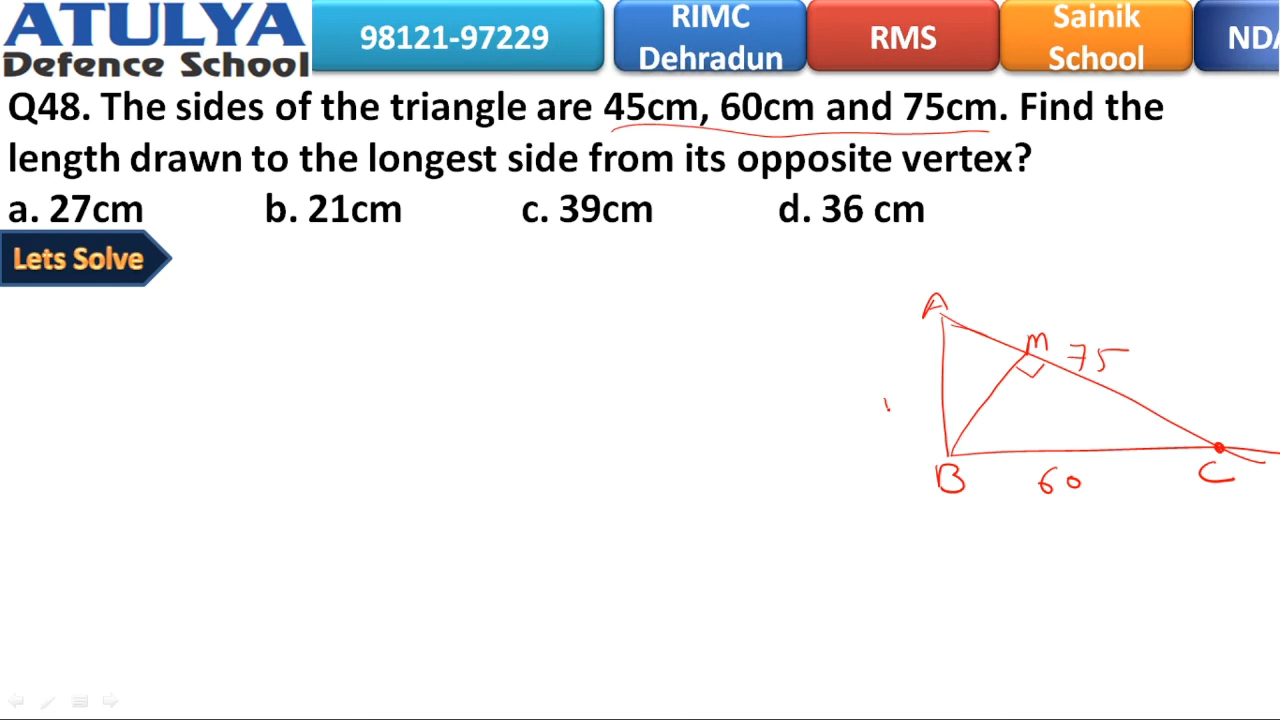 ATULYA
Defence School
98121-97229
RIMC
Dehradun
RMS
Sainik
School
Q48. The sides of the triangle are 45cm, 60cm and 75cm. Find the
length drawn to the longest side from its opposite vertex?
a. 27cm b. 21cm c. 39cm d. 36 cm
Lets Solve
A
M
75
B
60
C